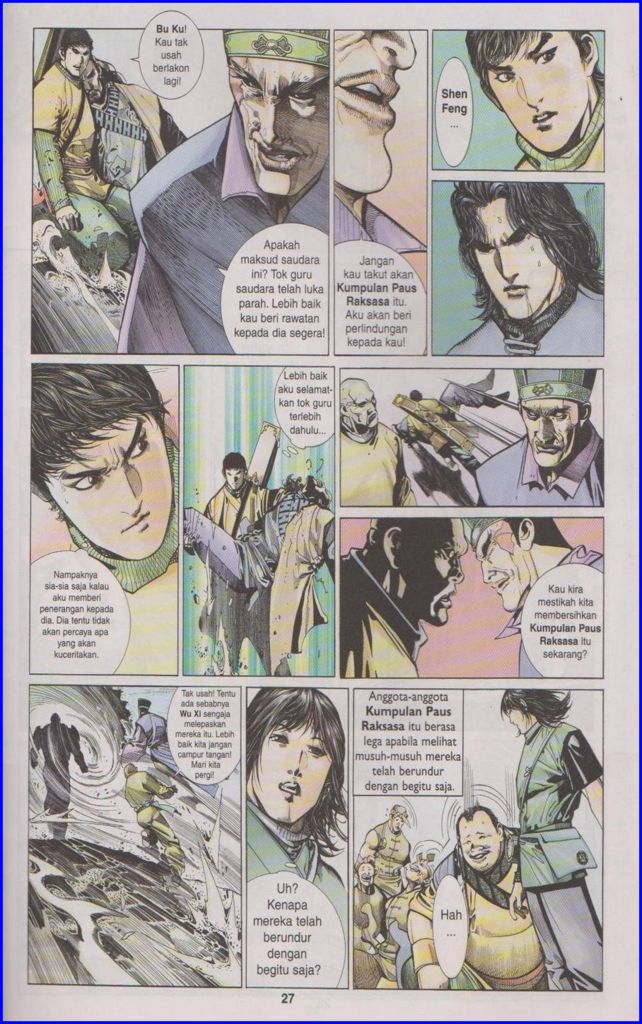 Bu Ku!
Kau tak
usah
berlakon
lagi!
Apakah
maksud saudara
ini? Tok guru
saudara telah luka
parah. Lebih baik
kau beri rawatan
kepada dia segera!
Jangan
kau takut akan
Kumpulan Paus
Raksasa itu.
Aku akan beri
perlindungan
kepada kau!
Shen
Feng
...
Nampaknya
sia-sia saja kalau
aku memberi
penerangan kepada
dia. Dia tentu tidak
akan percaya apa
yang akan
kuceritakan.
Lebih baik
aku selamat-
kan tok guru
terlebih
dahulu...
Kau kira
mestikah kita
membersihkan
Kumpulan Paus
Raksasa itu
sekarang?
Tak usah! Tentu
ada sebabnya
Wu Xi sengaja
melepaskan
mereka itu. Lebih
baik kita jangan
campur tangan!
Mari kita
pergi!
Uh?
Kenapa
mereka telah
berundur
dengan
begitu saja?
Anggota-anggota
Kumpulan Paus
Raksasa itu berasa
lega apabila melihat
musuh-musuh mereka
telah berundur
dengan begitu saja.
Hah
...
27